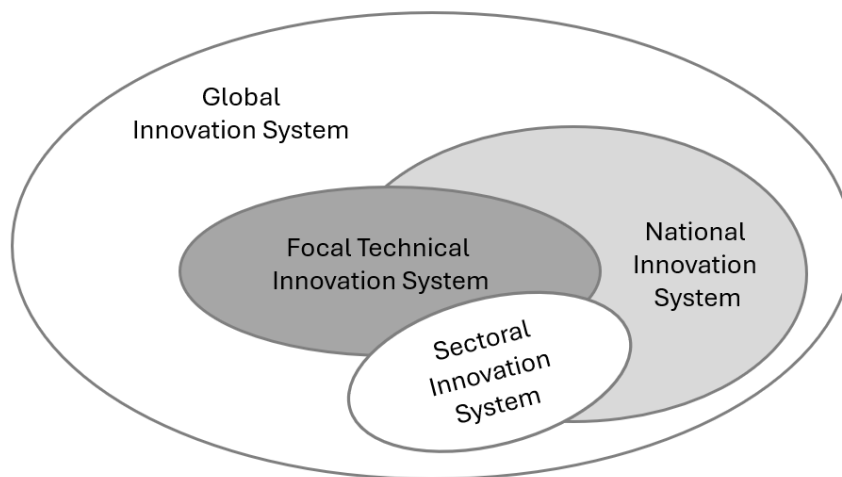 Global
Innovation System
Focal Technical
Innovation System
National
Innovation
System
Sectoral
Innovation
System